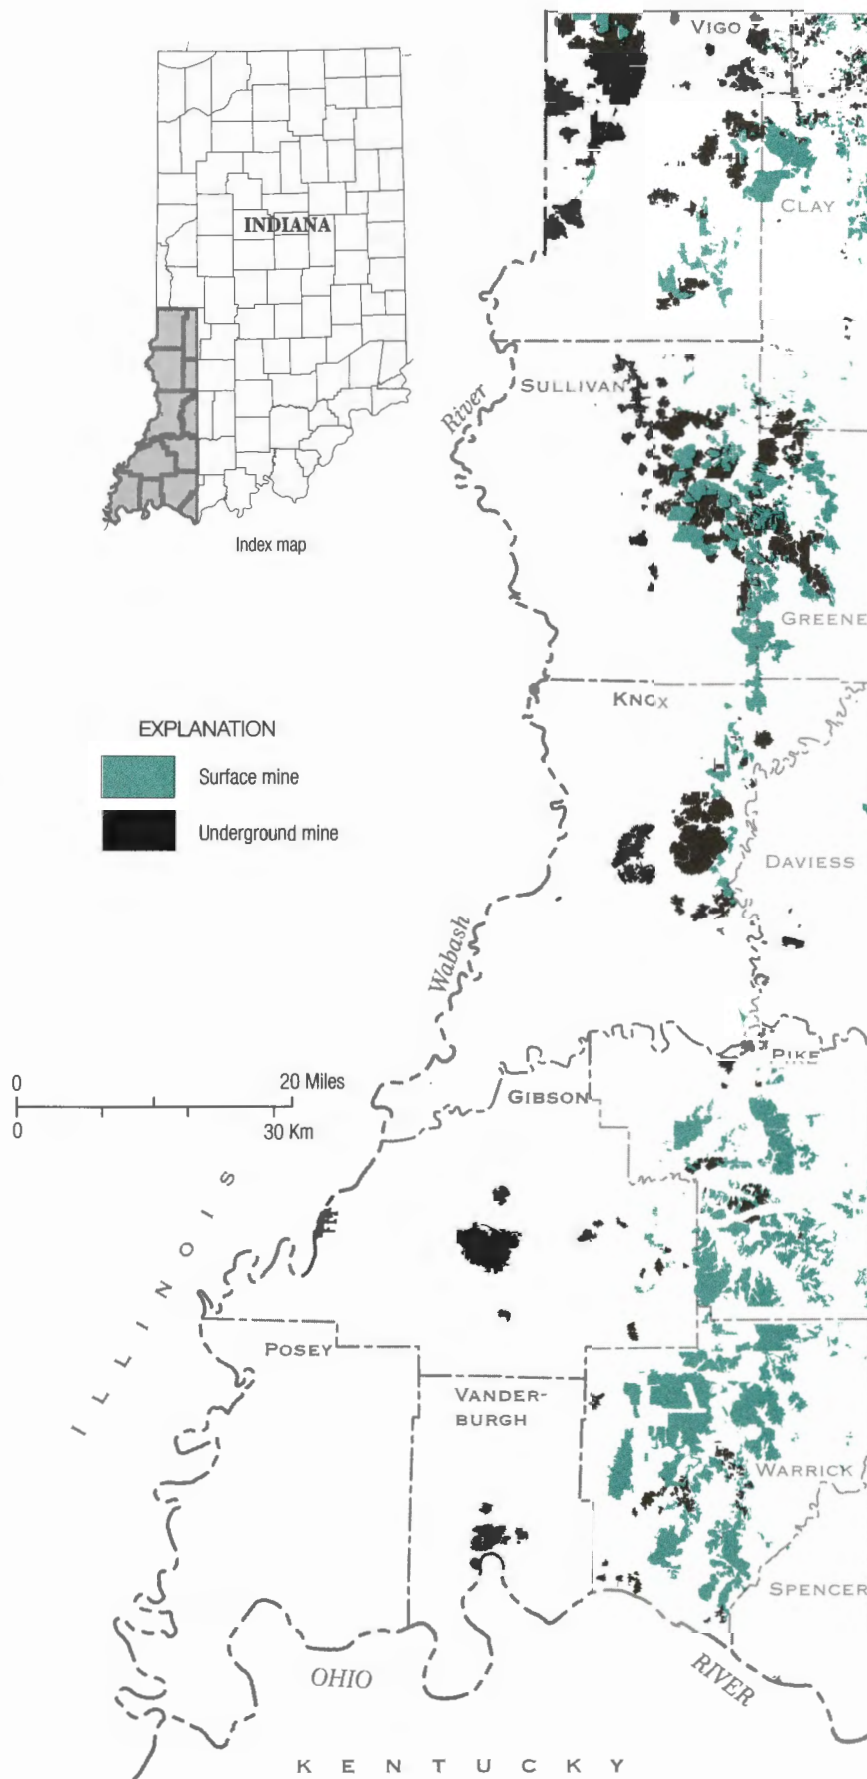 VIGO
CLAY
INDIANA
Index map
SULLIVAN
River
GREENE
KNOX
EXPLANATION
Surface mine
Underground mine
DAVIESS
Wabash
PIKE
0 20 Miles
0 30 Km
GIBSON
ILLINOIS
POSEY
VANDER-
BURGH
WARRICK
SPENCER
OHIO
RIVER
KENTUCKY